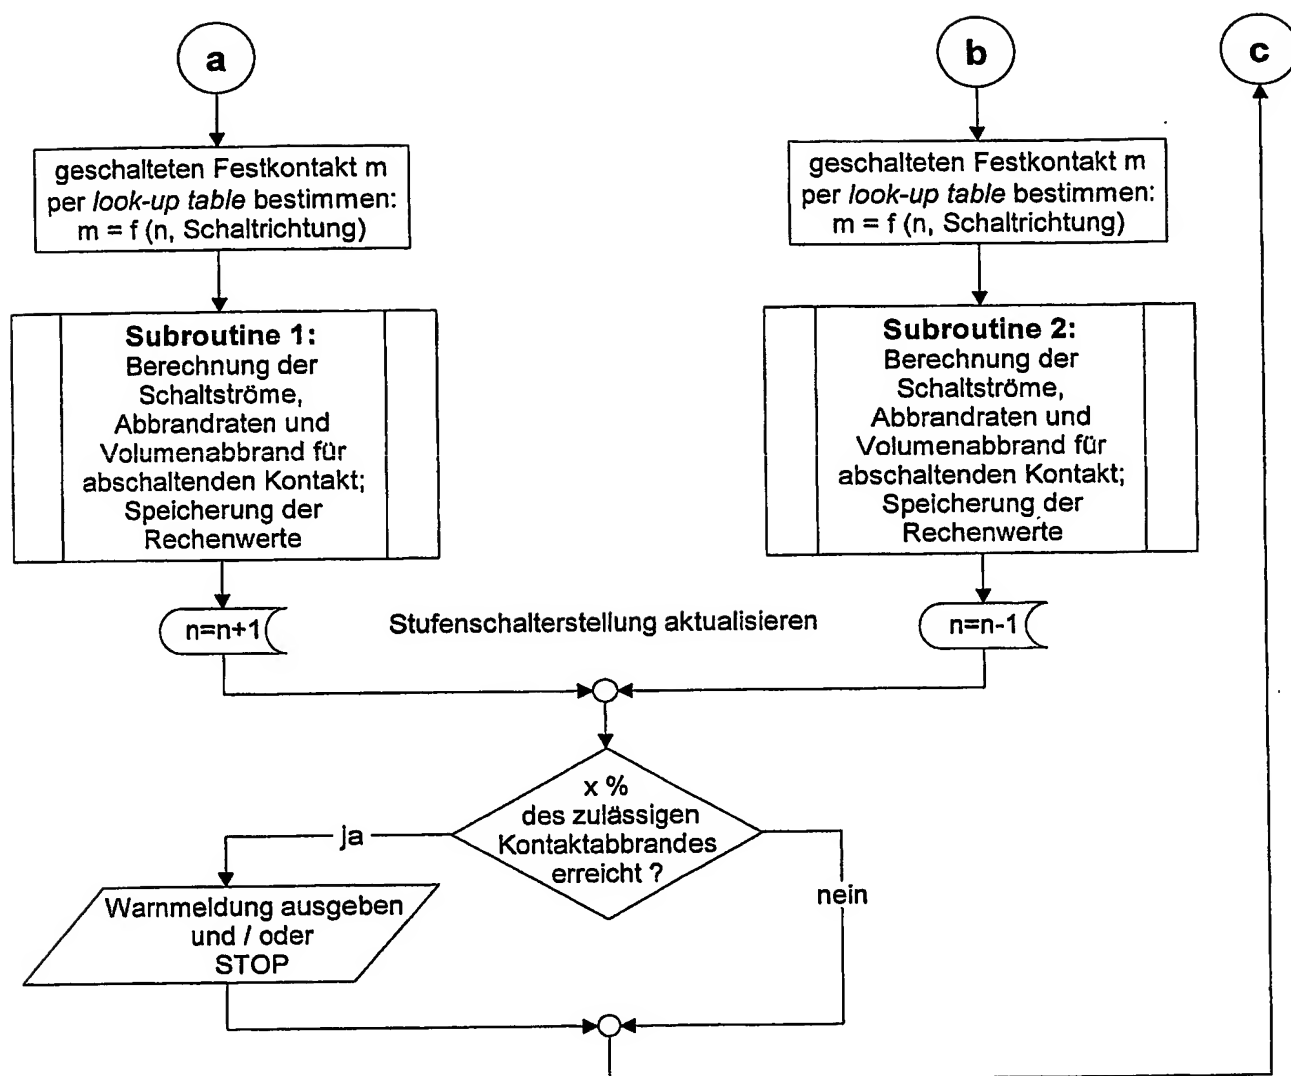 a
b
c
geschalteten Festkontakt m
per look-up table bestimmen:
m = f (n, Schaltrichtung)
geschalteten Festkontakt m
per look-up table bestimmen:
m = f (n, Schaltrichtung)
Subroutine 1:
Berechnung der
Schaltströme,
Abbrandraten und
Volumenabbrand für
abschaltenden Kontakt;
Speicherung der
Rechenwerte
Subroutine 2:
Berechnung der
Schaltströme,
Abbrandraten und
Volumenabbrand für
abschaltenden Kontakt;
Speicherung der
Rechenwerte
n=n+1
Stufenschalterstellung aktualisieren
n=n-1
x %
des zulässigen
Kontaktabbrandes
erreicht ?
ja
nein
Warnmeldung ausgeben
und / oder
STOP